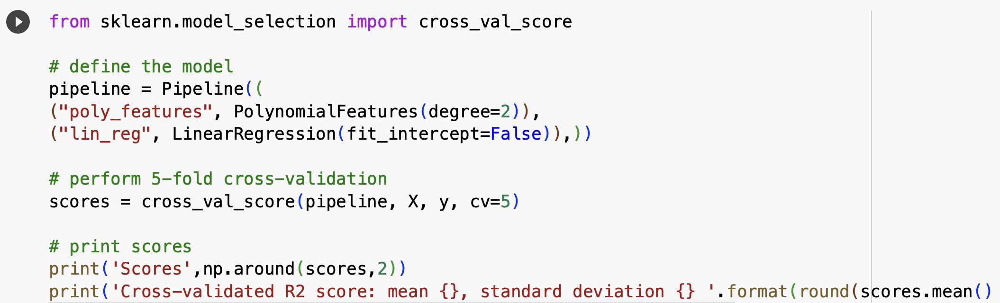 from sklearn.model_selection import cross_val_score
# define the model
pipeline = Pipeline((
("poly_features", PolynomialFeatures(degree=2)),
("lin_reg", LinearRegression(fit_intercept=False)),))
# perform 5-fold cross-validation
scores = cross_val_score(pipeline, X, y, cv=5)
# print scores
print('Scores',np.around(scores,2))
print('Cross-validated R2 score: mean {}, standard deviation {} '.format(round(scores.mean()